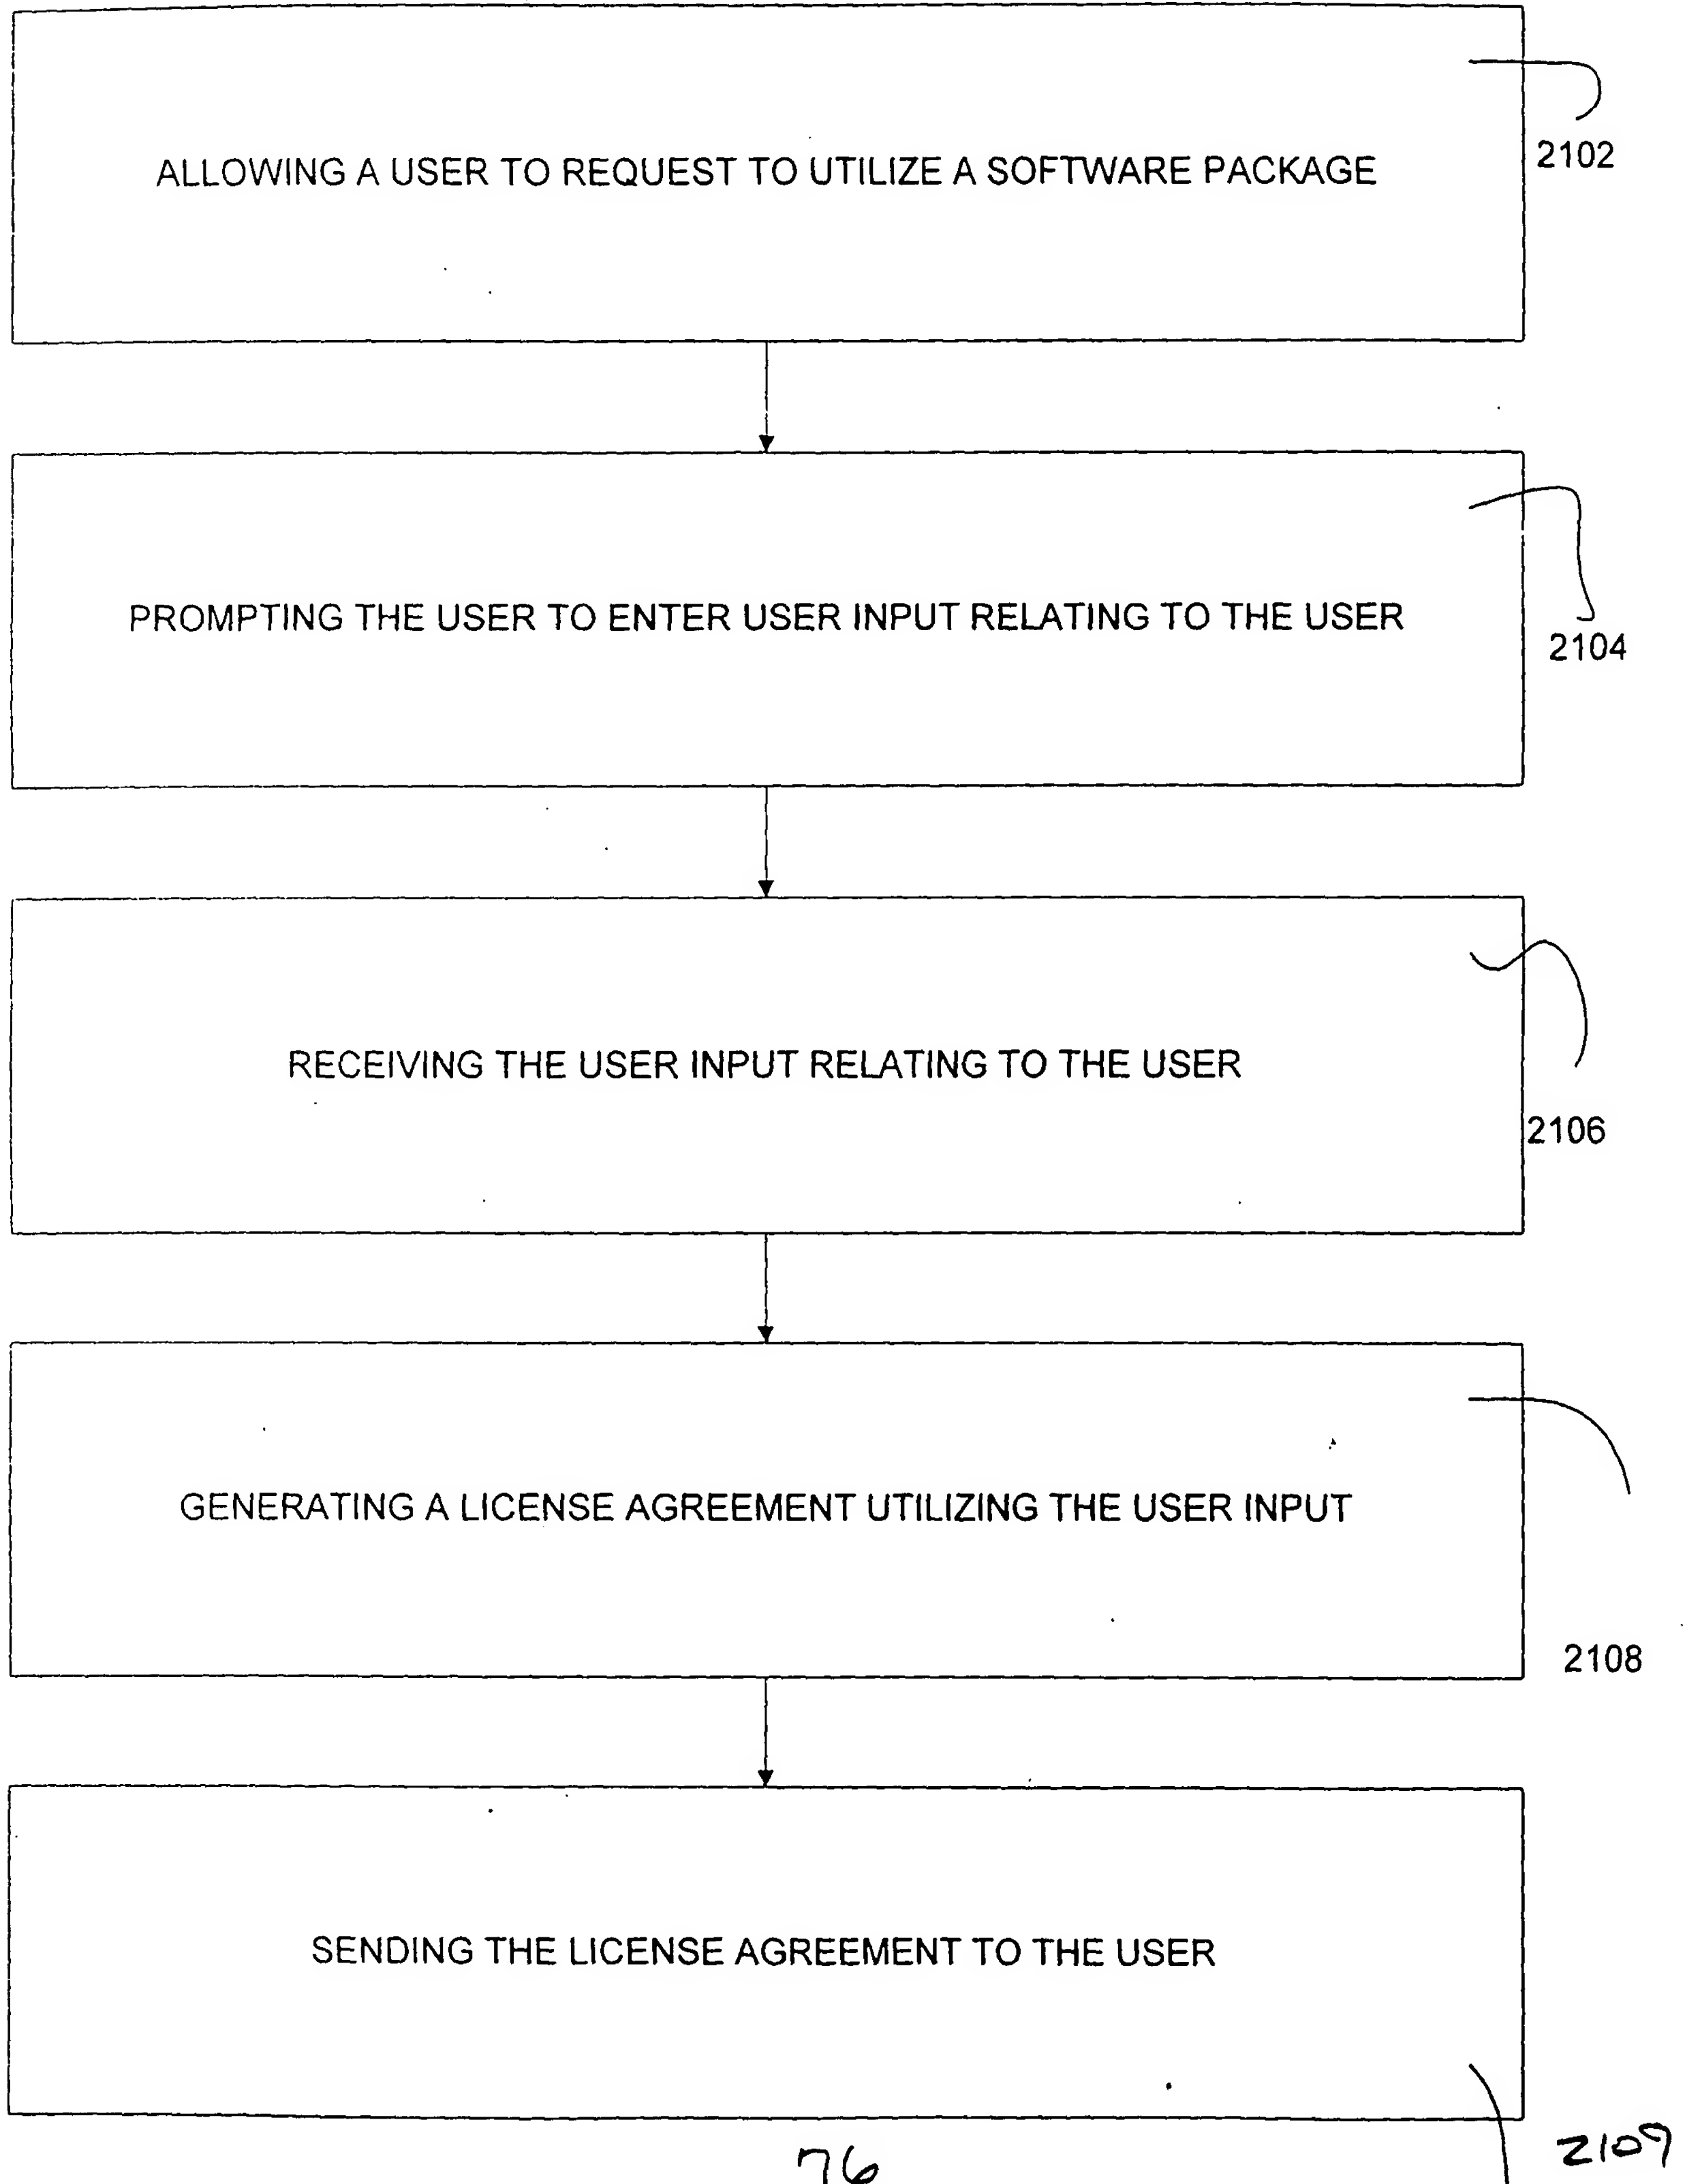 ALLOWING A USER TO REQUEST TO UTILIZE A SOFTWARE PACKAGE
2102
PROMPTING THE USER TO ENTER USER INPUT RELATING TO THE USER
2104
RECEIVING THE USER INPUT RELATING TO THE USER
2106
GENERATING A LICENSE AGREEMENT UTILIZING THE USER INPUT
2108
SENDING THE LICENSE AGREEMENT TO THE USER
2109
76